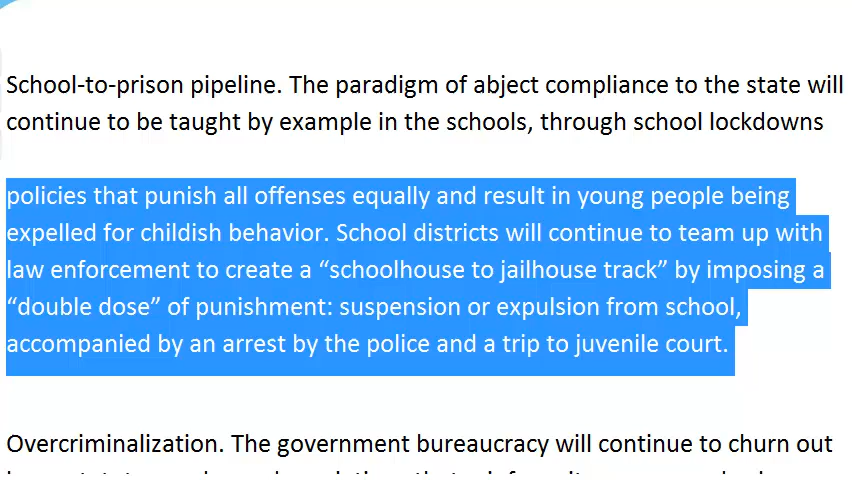 School-to-prison pipeline. The paradigm of abject compliance to the state will
continue to be taught by example in the schools, through school lockdowns
policies that punish all offenses equally and result in young people being
expelled for childish behavior. School districts will continue to team up with
law enforcement to create a “schoolhouse to jailhouse track” by imposing a
“double dose” of punishment: suspension or expulsion from school,
accompanied by an arrest by the police and a trip to juvenile court.
Overcriminalization. The government bureaucracy will continue to churn out